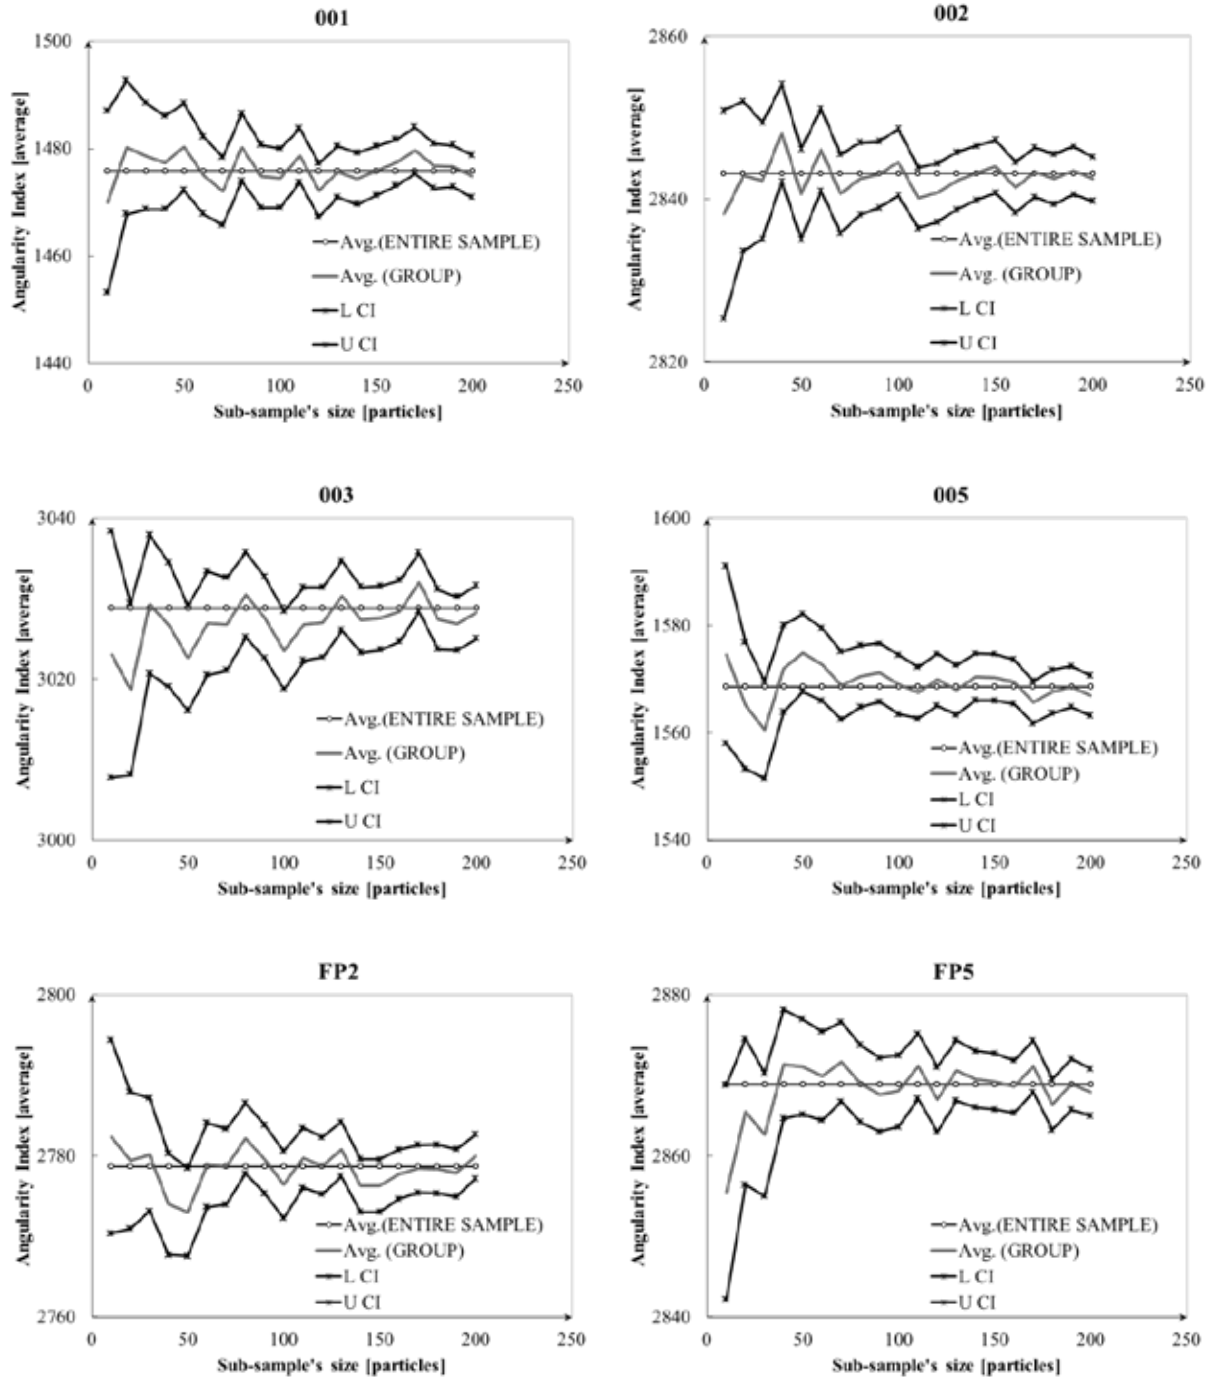 001
Angularity Index [average]
1500
1480
1460
1440
Avg.(ENTIRE SAMPLE)
Avg. (GROUP)
L CI
U CI
0 50 100 150 200 250
Sub-sample's size [particles]
002
Angularity Index [average]
2860
2840
2820
Avg.(ENTIRE SAMPLE)
Avg. (GROUP)
L CI
U CI
0 50 100 150 200 250
Sub-sample's size [particles]
003
Angularity Index [average]
3040
3020
3000
Avg.(ENTIRE SAMPLE)
Avg. (GROUP)
L CI
U CI
0 50 100 150 200 250
Sub-sample's size [particles]
005
Angularity Index [average]
1600
1580
1560
1540
Avg.(ENTIRE SAMPLE)
Avg. (GROUP)
L CI
U CI
0 50 100 150 200 250
Sub-sample's size [particles]
FP2
Angularity Index [average]
2800
2780
2760
Avg.(ENTIRE SAMPLE)
Avg. (GROUP)
L CI
U CI
0 50 100 150 200 250
Sub-sample's size [particles]
FP5
Angularity Index [average]
2880
2860
2840
Avg.(ENTIRE SAMPLE)
Avg. (GROUP)
L CI
U CI
0 50 100 150 200 250
Sub-sample's size [particles]